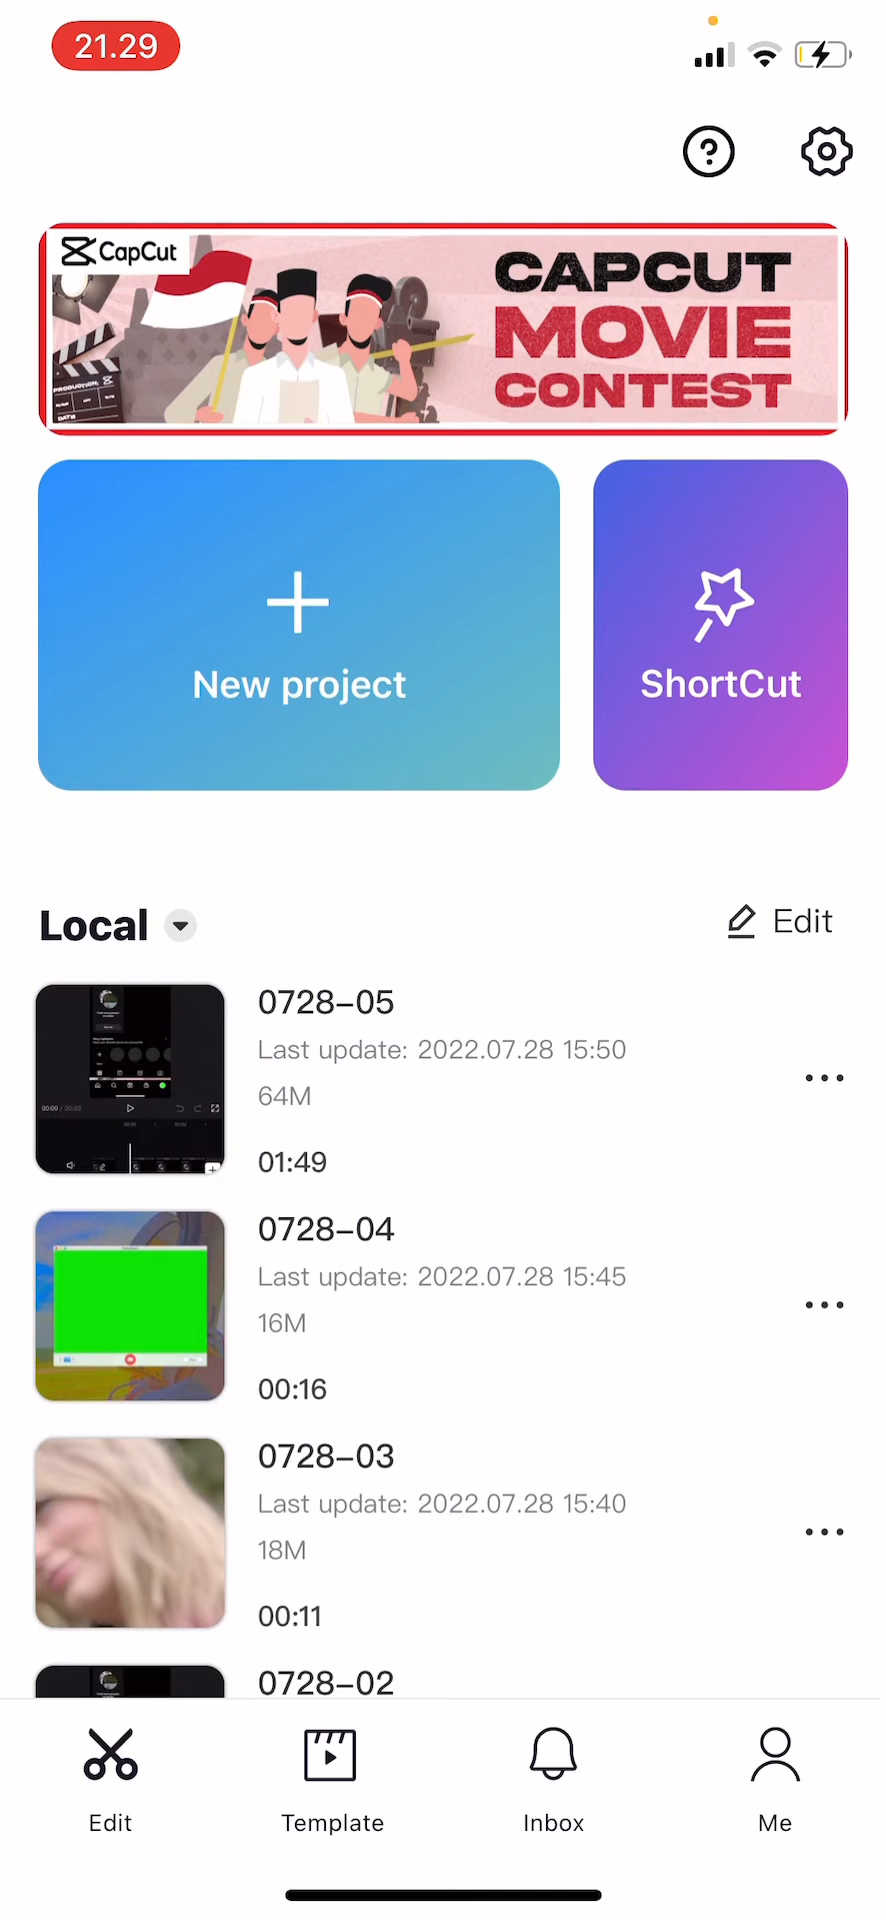 21.29
CapCut
CAPCUT
MOVIE
CONTEST
PRODUCTION:
DATE
New project
ShortCut
Local
Edit
0728-05
Last update: 2022.07.28 15:50
64M
01:49
0728-04
Last update: 2022.07.28 15:45
16M
00:16
0728-03
Last update: 2022.07.28 15:40
18M
00:11
0728-02
Edit
Template
Inbox
Me